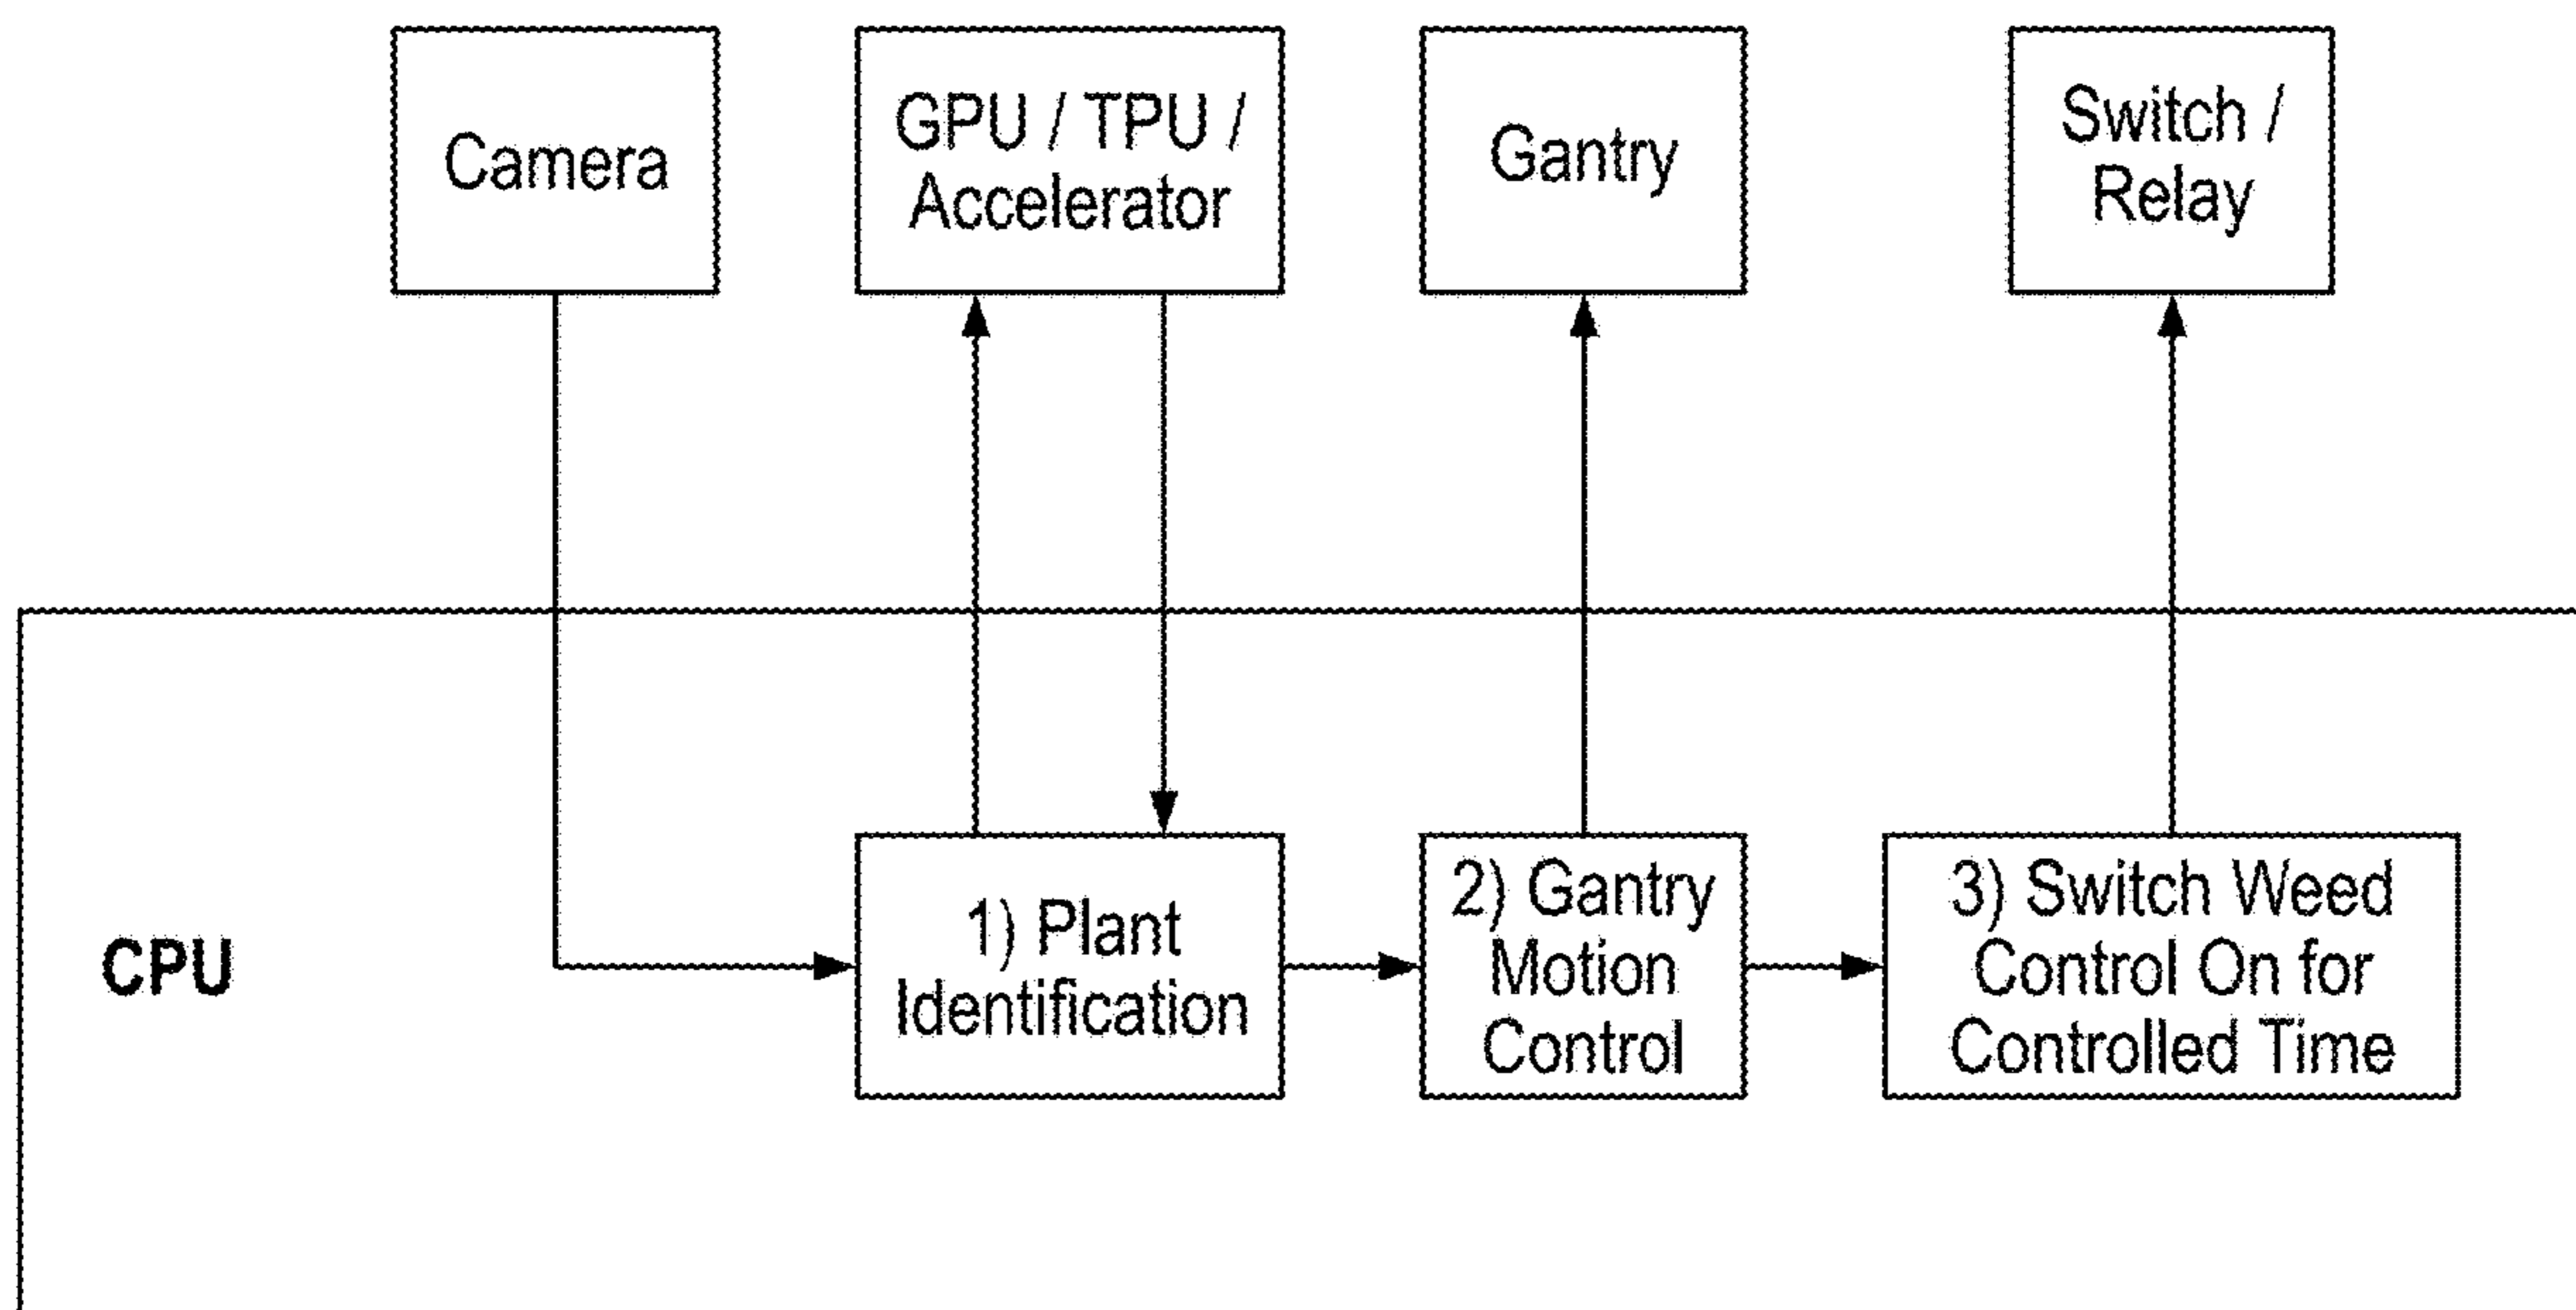 Camera
GPU / TPU /
Accelerator
Gantry
Switch /
Relay
CPU
1) Plant
Identification
2) Gantry
Motion
Control
3) Switch Weed
Control On for
Controlled Time